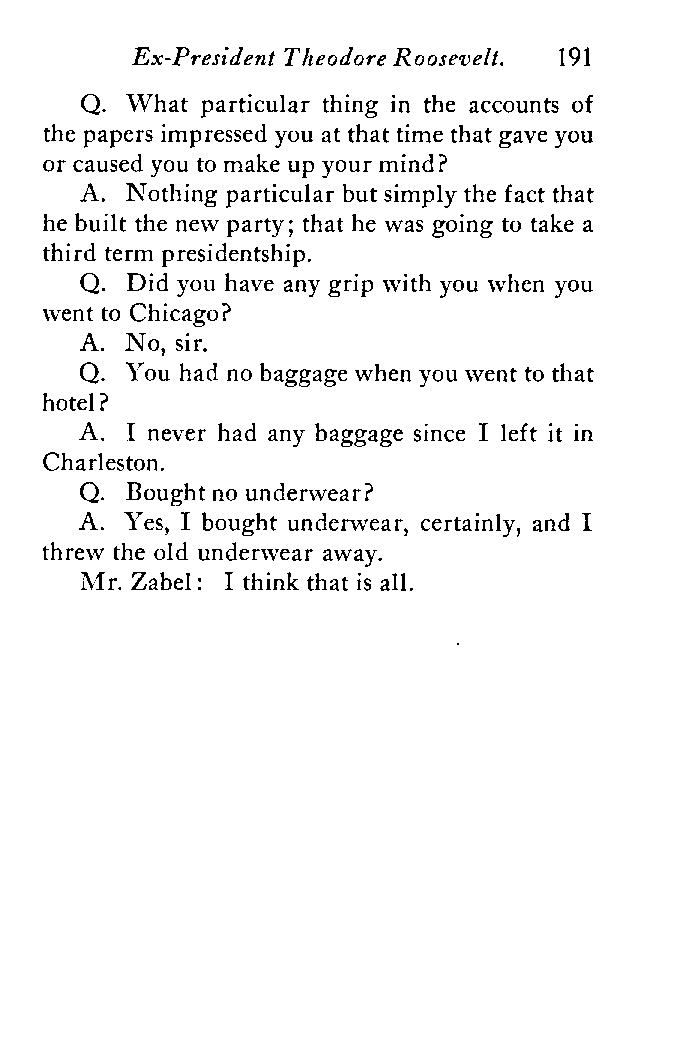 Ex-President Theodore Roosevelt. 191
Q. What particular thing in the accounts of
the papers impressed you at that time that gave you
or caused you to make up your mind?
A. Nothing particular but simply the fact that
he built the new party; that he was going to take a
third term presidentship.
Q. Did you have any grip with you when you
went to Chicago?
A. No, sir.
Q. You had no baggage when you went to that
hotel?
A. I never had any baggage since I left it in
Charleston.
Q. Bought no underwear?
A. Yes, I bought underwear, certainly, and I
threw the old underwear away.
Mr. Zabel: I think that is all.